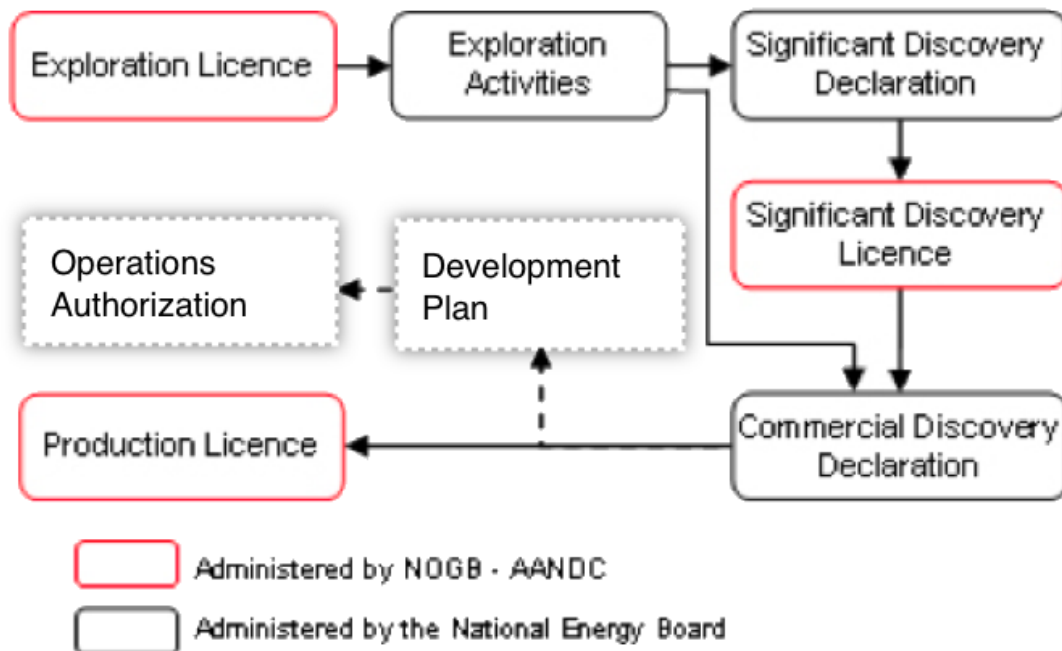 Exploration Licence
Exploration
Activities
Significant Discovery
Declaration
Significant Discovery
Licence
Operations
Authorization
Development
Plan
Production Licence
Commercial Discovery
Declaration
Administered by NOGB - AANDC
Administered by the National Energy Board